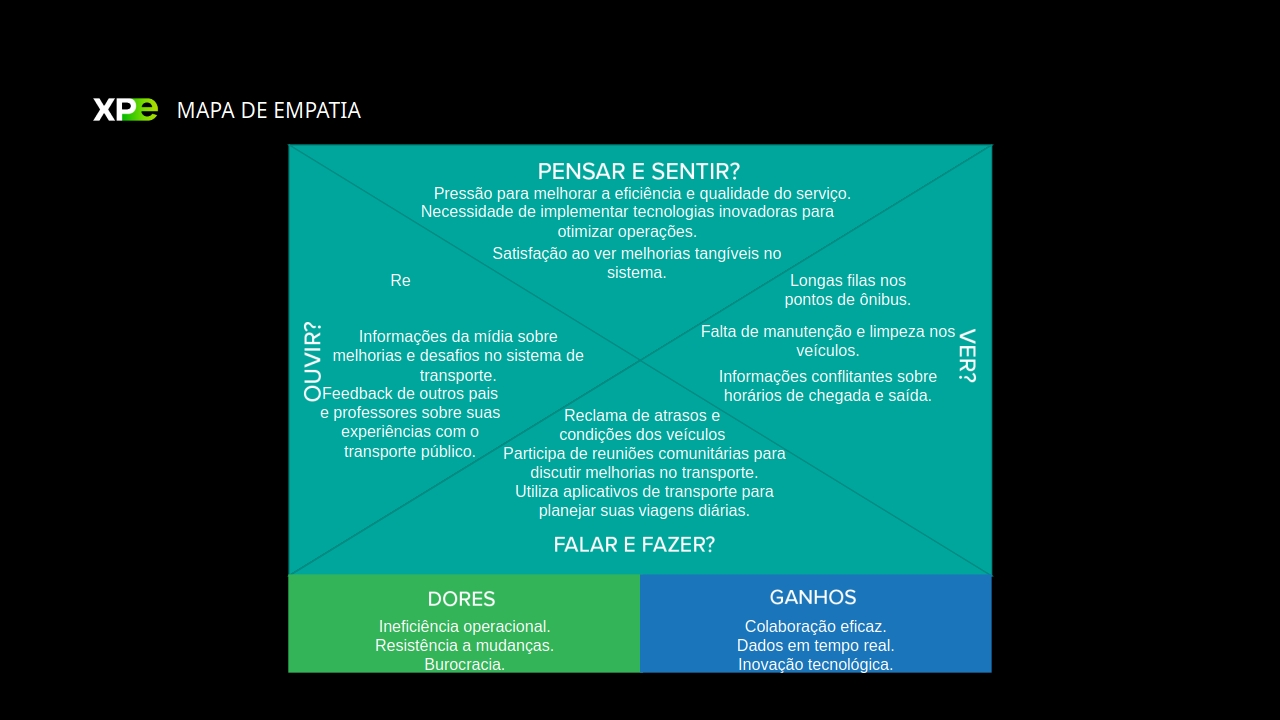 XPe MAPA DE EMPATIA
PENSAR E SENTIR?
Pressão para melhorar a eficiência e qualidade do serviço.
Necessidade de implementar tecnologias inovadoras para
otimizar operações.
Satisfação ao ver melhorias tangíveis no
sistema.
Re
OUVIR?
Informações da mídia sobre
melhorias e desafios no sistema de
transporte.
Feedback de outros pais
e professores sobre suas
experiências com o
transporte público.
Longas filas nos
pontos de ônibus.
Falta de manutenção e limpeza nos
veículos.
Informações conflitantes sobre
horários de chegada e saída.
VER?
Reclama de atrasos e
condições dos veículos
Participa de reuniões comunitárias para
discutir melhorias no transporte.
Utiliza aplicativos de transporte para
planejar suas viagens diárias.
FALAR E FAZER?
DORES
Ineficiência operacional.
Resistência a mudanças.
Burocracia.
GANHOS
Colaboração eficaz.
Dados em tempo real.
Inovação tecnológica.